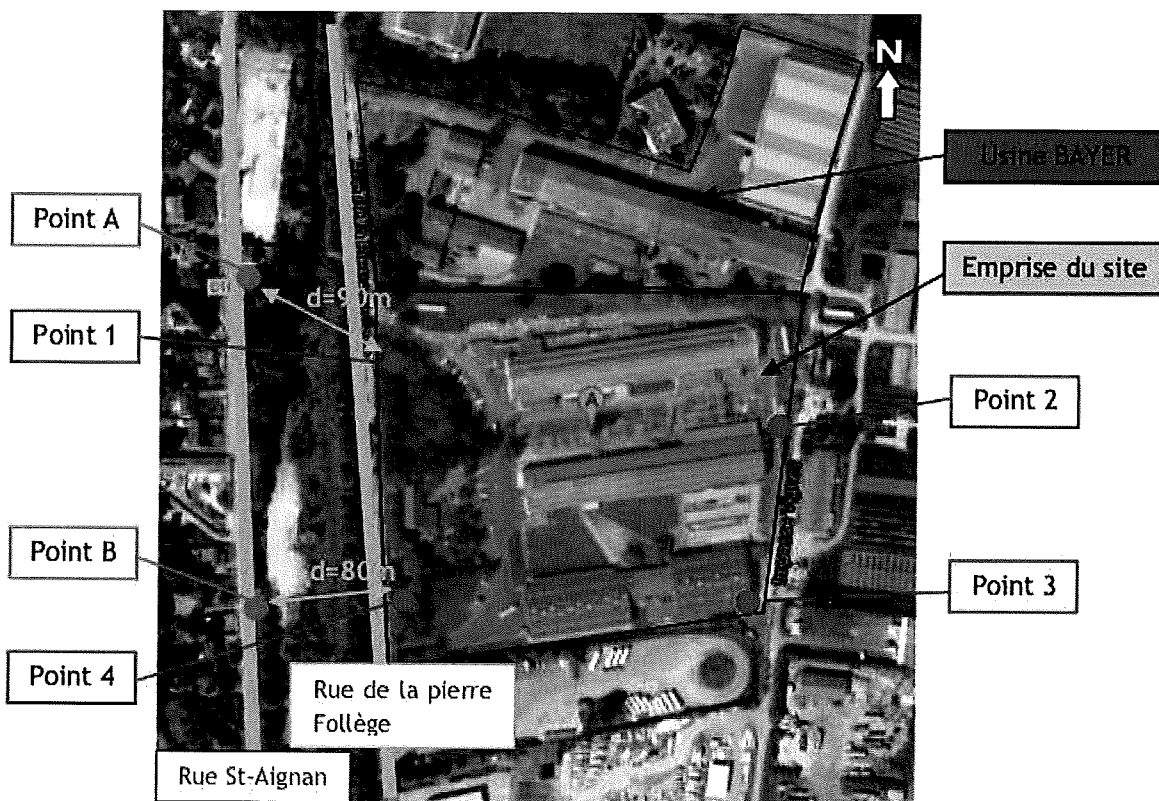 N
Usine BAYER
Point A
Emprise du site
d=90m
Point 1
A
Point 2
Point B
d=80m
Point 3
Point 4
Rue de la pierre
Follège
Rue St-Aignan